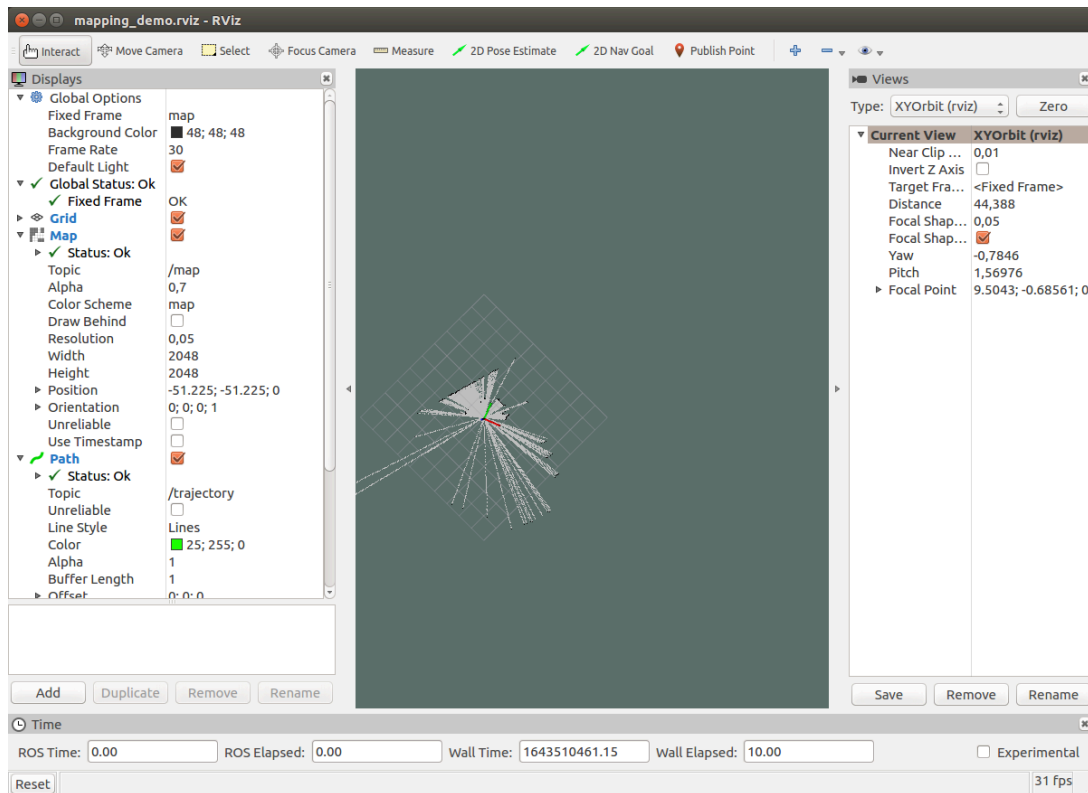 mapping_demo.rviz - RViz
Interact Move Camera Select Focus Camera Measure 2D Pose Estimate 2D Nav Goal Publish Point
Displays
Global Options
Fixed Frame map
Background Color 48; 48; 48
Frame Rate 30
Default Light
Global Status: Ok
Fixed Frame OK
Grid
Map
Status: Ok
Topic /map
Alpha 0,7
Color Scheme map
Draw Behind
Resolution 0,05
Width 2048
Height 2048
Position -51.225; -51.225; 0
Orientation 0; 0; 0; 1
Unreliable
Use Timestamp
Path
Status: Ok
Topic /trajectory
Unreliable
Line Style Lines
Color 25; 255; 0
Alpha 1
Buffer Length 1
Offset 0; 0; 0
Add Duplicate Remove Rename
Views
Type: XYOrbit (rviz) Zero
Current View XYOrbit (rviz)
Near Clip ... 0,01
Invert Z Axis
Target Fra... <Fixed Frame>
Distance 44,388
Focal Shap... 0,05
Focal Shap...
Yaw -0,7846
Pitch 1,56976
Focal Point 9.5043; -0.68561; 0
Save Remove Rename
Time
ROS Time: 0.00 ROS Elapsed: 0.00 Wall Time: 1643510461.15 Wall Elapsed: 10.00 Experimental
Reset 31 fps